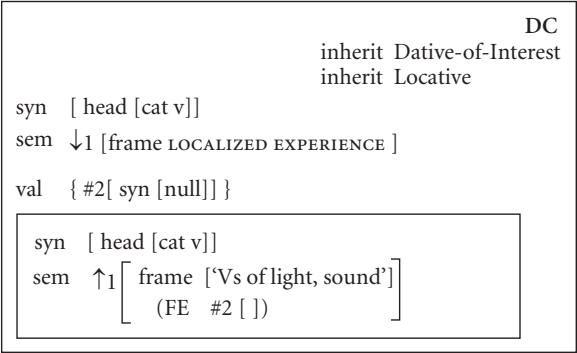 DC
inherit Dative-of-Interest
inherit Locative
syn [ head [cat v]]
sem ↓1 [frame LOCALIZED EXPERIENCE ]
val { #2[ syn [null]] }
syn [ head [cat v]]
sem ↑1 [ frame ['Vs of light, sound']
(FE #2 [ ]) ]